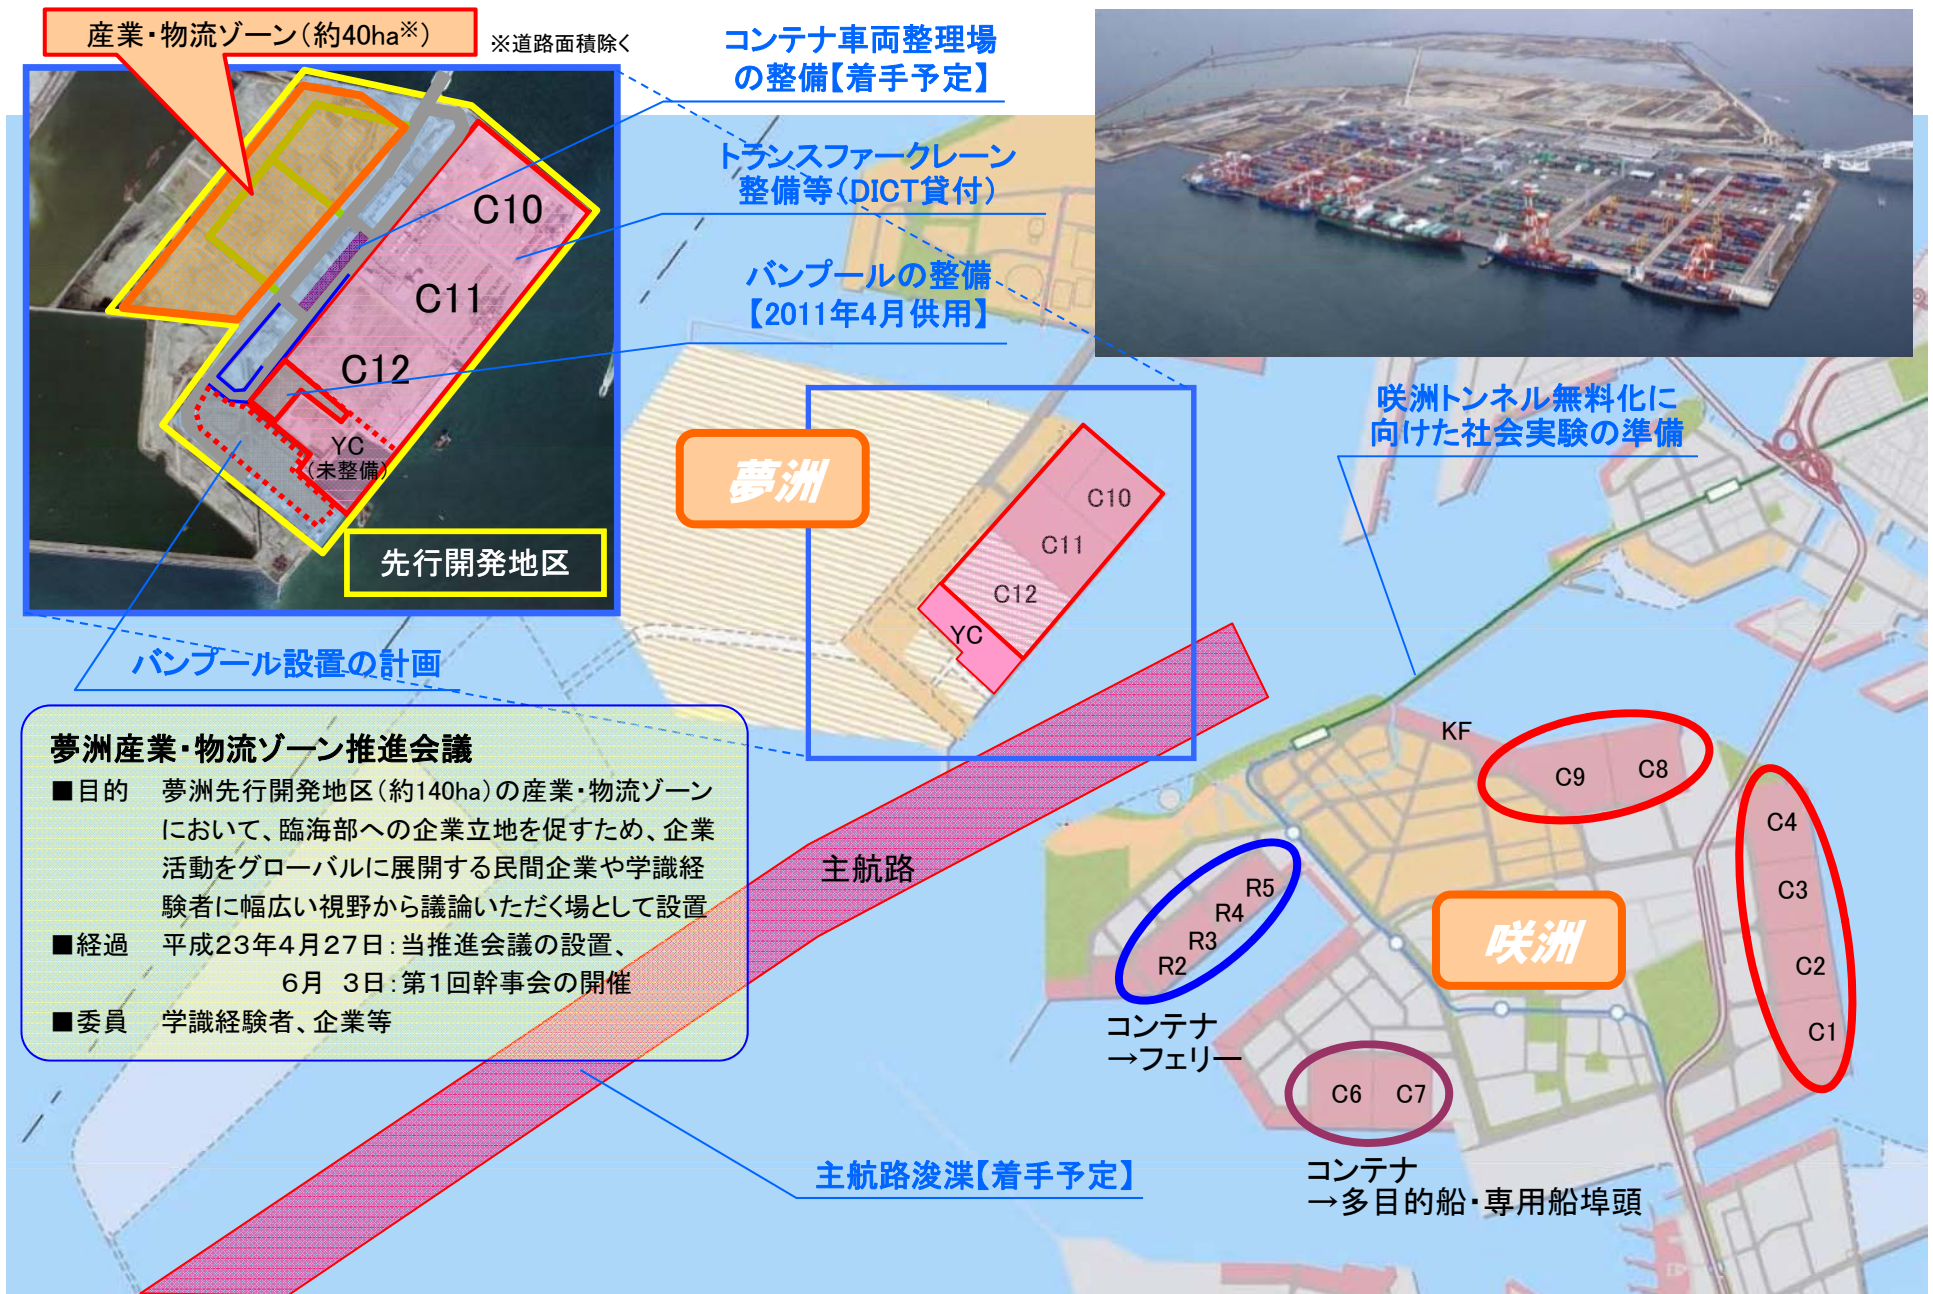 産業・物流ゾーン（約40ha※）
※道路面積除く
コンテナ車両整理場
の整備【着手予定】
トランスファークレーン
整備等（DICT貸付）
バンプールの整備
【2011年4月供用】
C10
C11
C12
YC
（未整備）
先行開発地区
バンプール設置の計画
咲洲トンネル無料化に
向けた社会実験の準備
夢洲
C10
C11
C12
YC
夢洲産業・物流ゾーン推進会議
■目的 夢洲先行開発地区（約140ha）の産業・物流ゾーン
において、臨海部への企業立地を促すため、企業
活動をグローバルに展開する民間企業や学識経
験者に幅広い視野から議論いただく場として設置
■経過 平成23年4月27日：当推進会議の設置、
6月 3日：第1回幹事会の開催
■委員 学識経験者、企業等
主航路
KF
C9
C8
C4
C3
C2
C1
R5
R4
R3
R2
咲洲
コンテナ
→フェリー
C6
C7
コンテナ
→多目的船・専用船埠頭
主航路浚渫【着手予定】